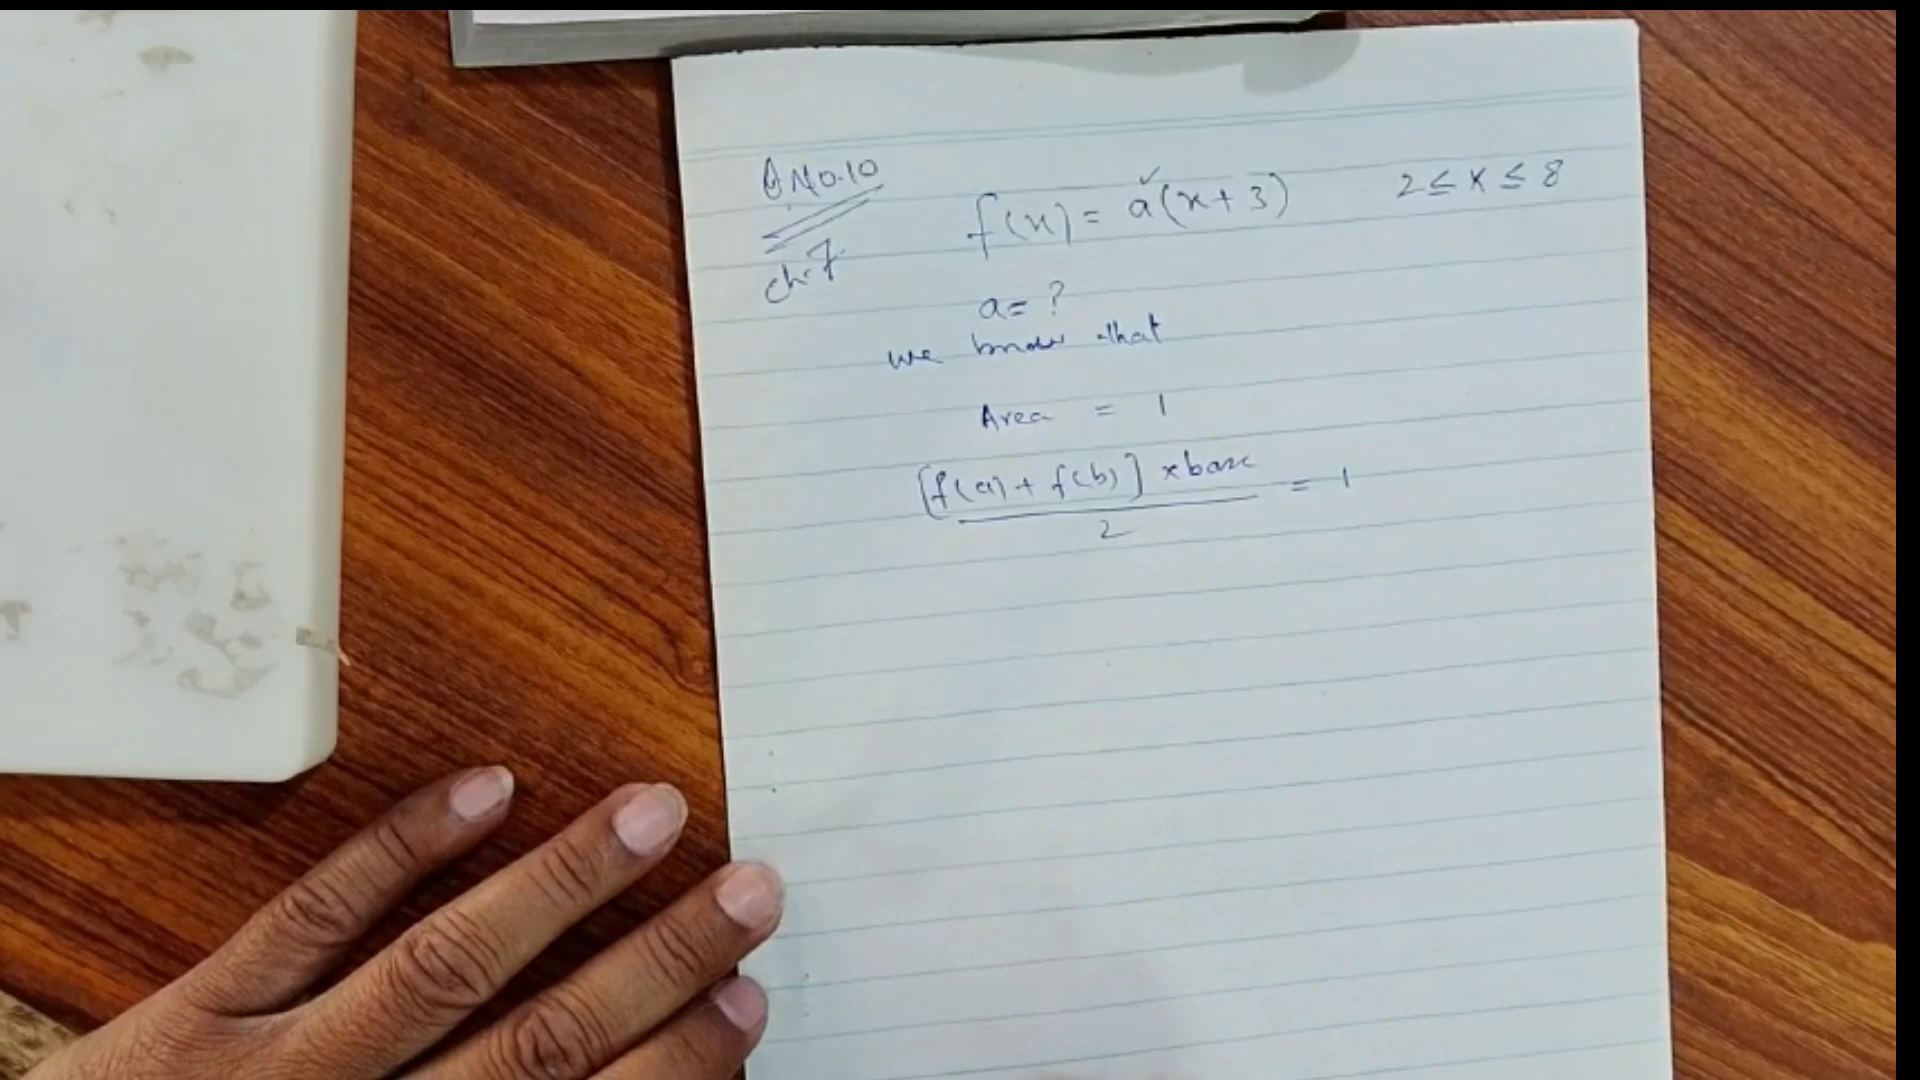 Q.No.10
f(x) = a(x+3) 2 ≤ X ≤ 8
ch.7
a = ?
we know that
Area = 1
[f(a) + f(b)] x base
———— = 1
2